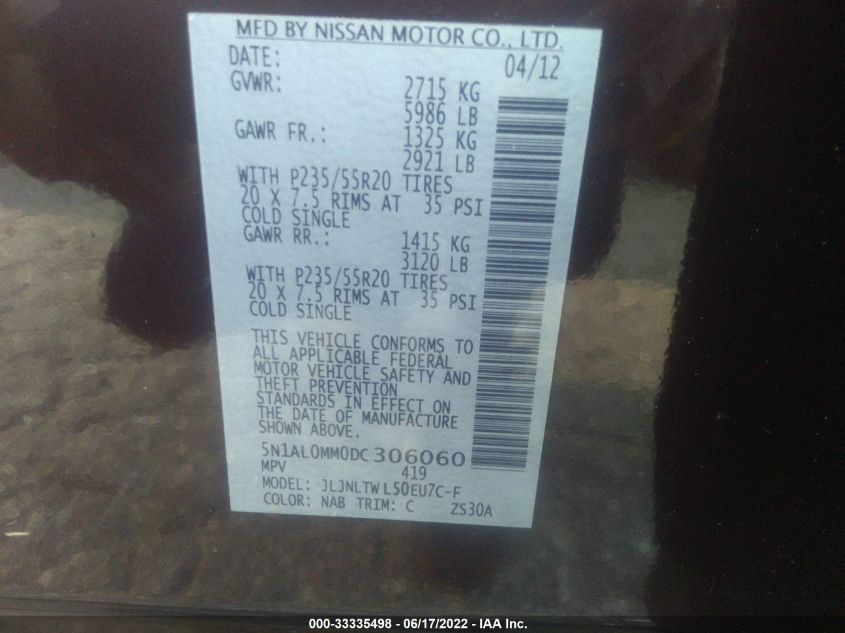 MFD BY NISSAN MOTOR CO., LTD.
DATE: 04/12
GVWR: 2715 KG
5986 LB
GAWR FR.: 1325 KG
2921 LB
WITH P235/55R20 TIRES
20 X 7.5 RIMS AT 35 PSI
COLD SINGLE
GAWR RR.: 1415 KG
3120 LB
WITH P235/55R20 TIRES
20 X 7.5 RIMS AT 35 PSI
COLD SINGLE
THIS VEHICLE CONFORMS TO
ALL APPLICABLE FEDERAL
MOTOR VEHICLE SAFETY AND
THEFT PREVENTION
STANDARDS IN EFFECT ON
THE DATE OF MANUFACTURE
SHOWN ABOVE.
5N1AL0MM0DC 306060
MPV 419
MODEL: JLJNLTW L50EU7C-F
COLOR: NAB TRIM: C ZS30A
000-33335498 - 06/17/2022 - IAA Inc.